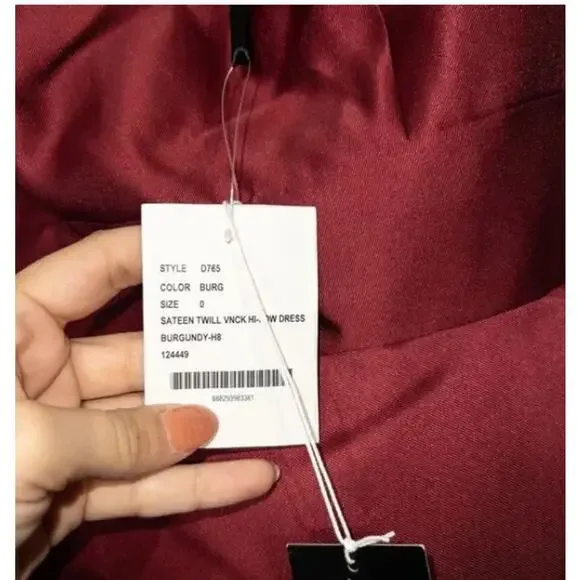 STYLE D765
COLOR BURG
SIZE 0
SATEEN TWILL VNCK DRESS
BURGUNDY-H8
124449